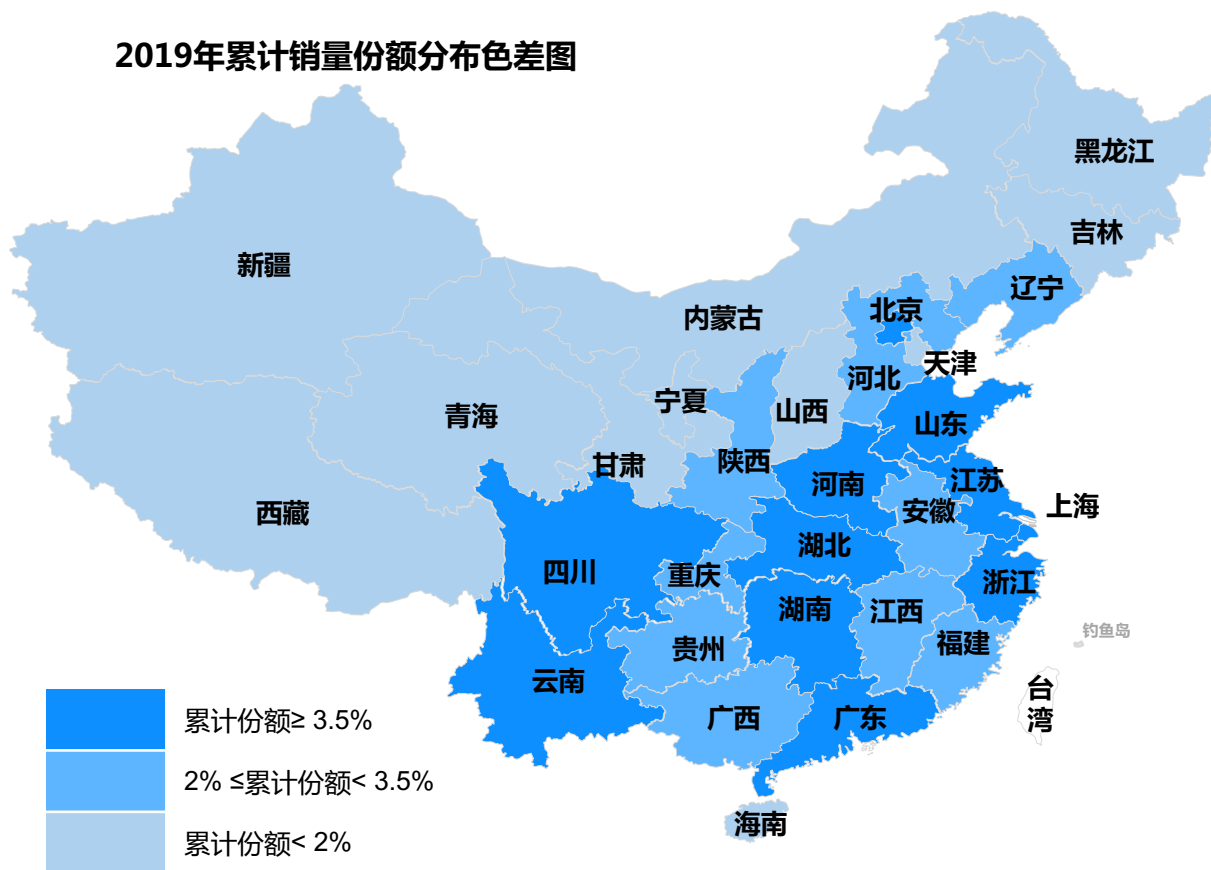 2019年累计销量份额分布色差图
黑龙江
吉林
新疆
辽宁
北京
内蒙古
天津
河北
宁夏
山西
青海
山东
甘肃
陕西
河南
江苏
安徽
上海
西藏
湖北
四川
重庆
浙江
湖南
江西
钓鱼岛
福建
贵州
云南
台
湾
广西
广东
海南
累计份额≥ 3.5%
2% ≤累计份额< 3.5%
累计份额< 2%